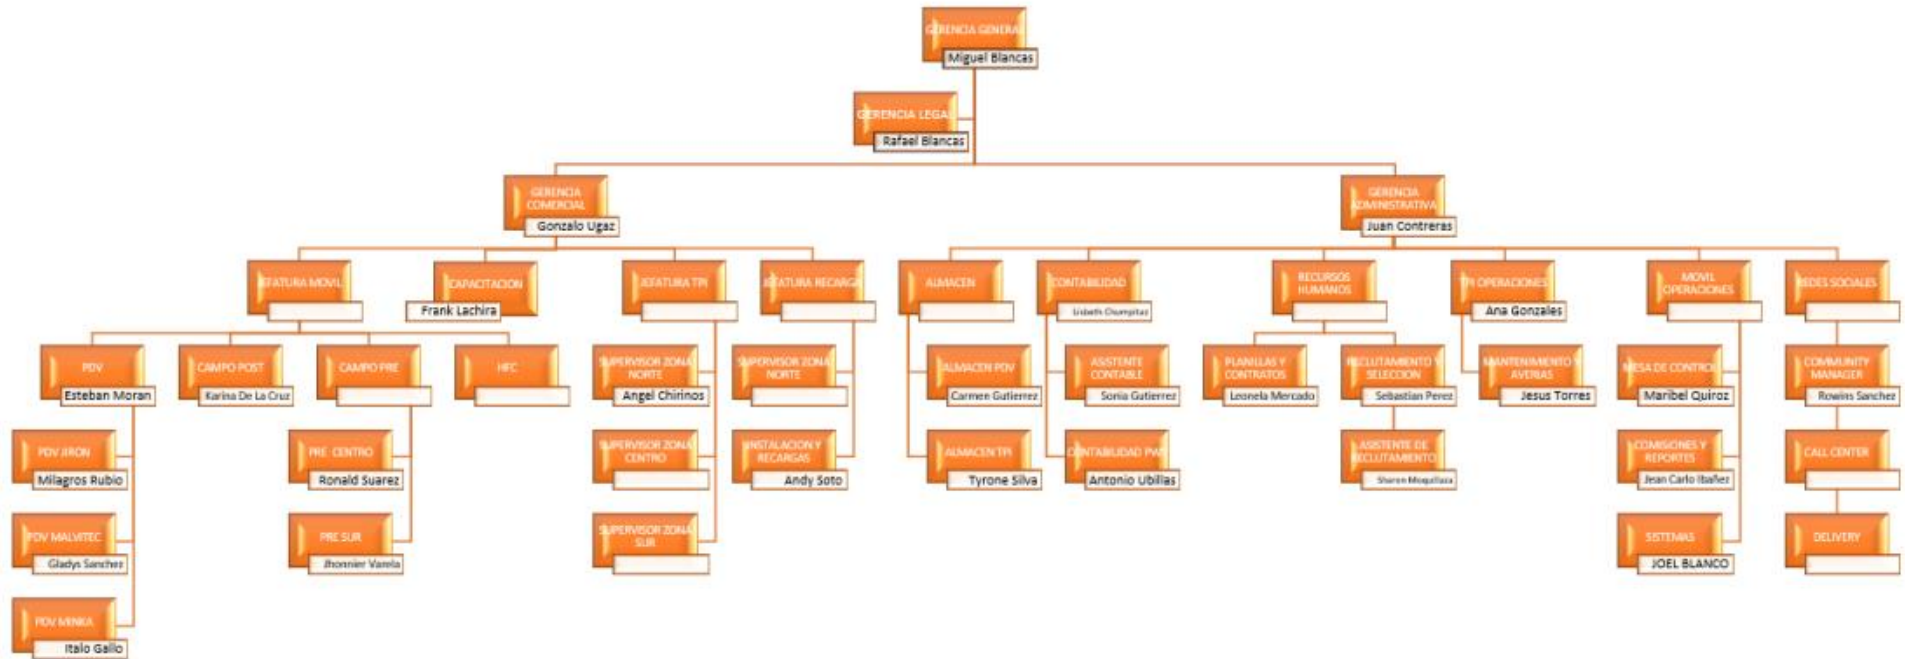 GERENCIA GENERAL
Miguel Blancas
GERENCIA LEGAL
Rafael Blancas
GERENCIA
COMERCIAL
Gonzalo Ugaz
GERENCIA
ADMINISTRATIVA
Juan Contreras
JEFATURA MOVIL
CAPACITACION
Frank Lachira
JEFATURA TPI
JEFATURA RECARGA
ALMACEN
CONTABILIDAD
Lisbeth Chumpitaz
RECURSOS
HUMANOS
TPI OPERACIONES
Ana Gonzales
MOVIL
OPERACIONES
REDES SOCIALES
PDV
Esteban Moran
CAMPO POST
Karina De La Cruz
CAMPO PRE
HFC
SUPERVISOR ZONA
NORTE
Angel Chirinos
SUPERVISOR ZONA
NORTE
ALMACEN PDV
Carmen Gutierrez
ASISTENTE
CONTABLE
Sonia Gutierrez
PLANILLAS Y
CONTRATOS
Leonela Mercado
RECLUTAMIENTO Y
SELECCION
Sebastian Perez
MANTENIMIENTO Y
AVERIAS
Jesus Torres
MESA DE CONTROL
Maribel Quiroz
COMMUNITY
MANAGER
Rowins Sanchez
PDV JIRON
Milagros Rubio
PRE CENTRO
Ronald Suarez
SUPERVISOR ZONA
CENTRO
INSTALACION Y
RECARGAS
Andy Soto
ALMACEN TPI
Tyrone Silva
CONTABILIDAD
Antonio Ubillas
ASISTENTE DE
RECLUTAMIENTO
Sharon
COMISIONES Y
REPORTES
Jean Carlo Ibañez
CALL CENTER
PDV MALVITEC
Gladys Sanchez
PRE SUR
Jhonnier Varela
SUPERVISOR ZONA
SUR
SISTEMAS
JOEL BLANCO
DELIVERY
PDV MINKA
Italo Gallo